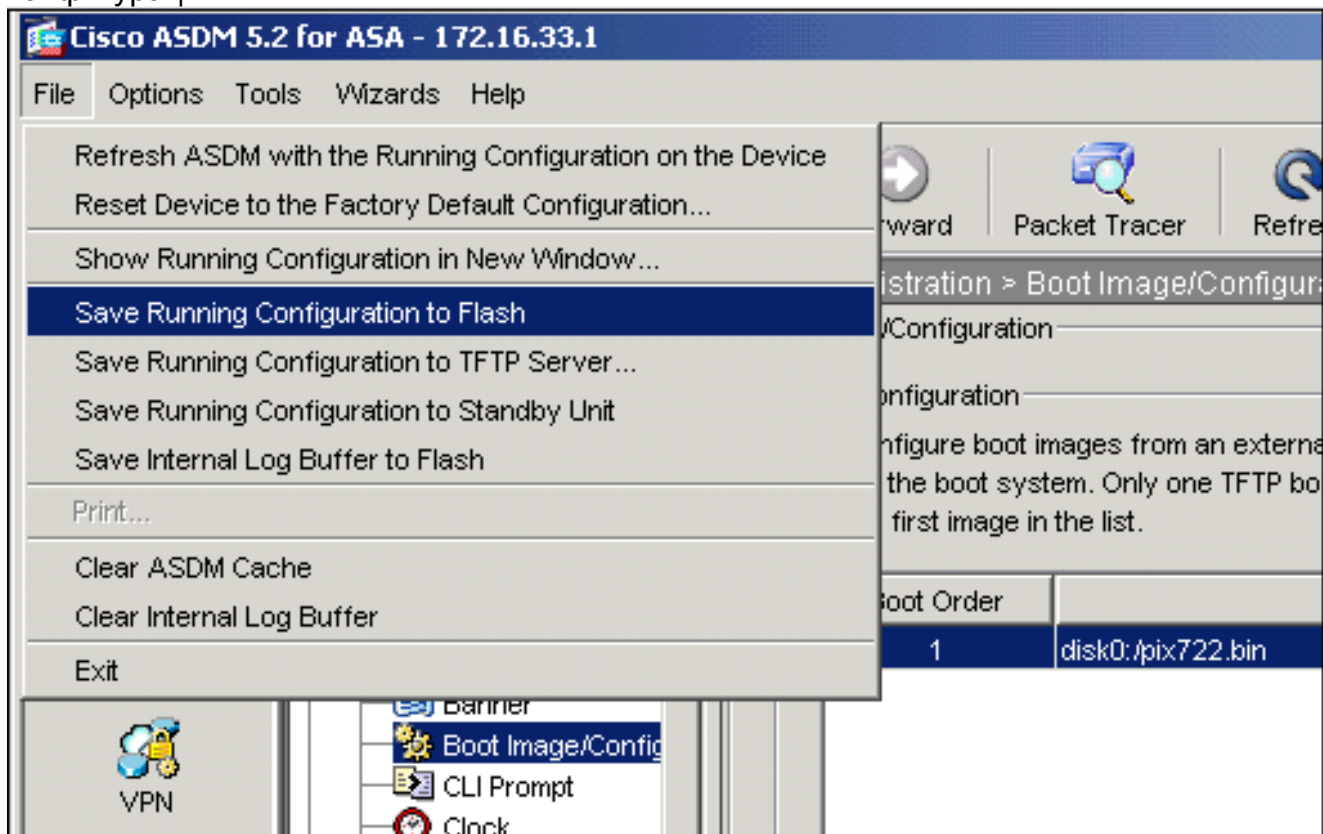 Cisco ASDM 5.2 for ASA - 172.16.33.1
File Options Tools Wizards Help
Refresh ASDM with the Running Configuration on the Device
Reset Device to the Factory Default Configuration...
Show Running Configuration in New Window...
Save Running Configuration to Flash
Save Running Configuration to TFTP Server...
Save Running Configuration to Standby Unit
Save Internal Log Buffer to Flash
Print...
Clear ASDM Cache
Clear Internal Log Buffer
Exit
rward Packet Tracer Refre
istration > Boot Image/Configur
/Configuration
onfiguration
nfigure boot images from an externa
the boot system. Only one TFTP bo
first image in the list.
Boot Order
1 disk0:/pix722.bin
Banner
Boot Image/Config
CLI Prompt
Clock
VPN